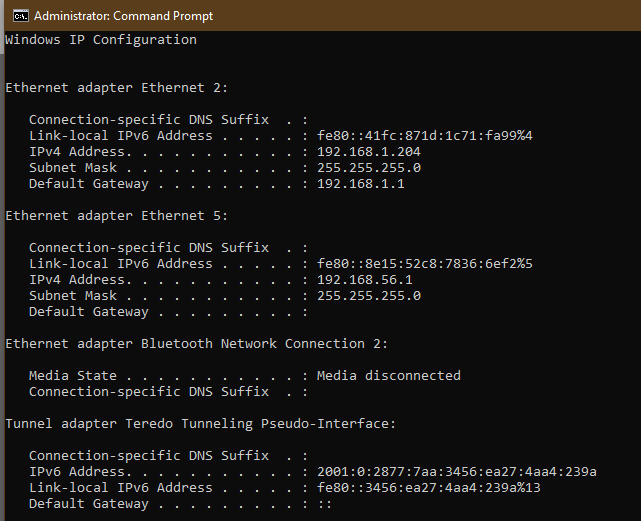 Administrator: Command Prompt
Windows IP Configuration
Ethernet adapter Ethernet 2:
Connection-specific DNS Suffix  . :
Link-local IPv6 Address . . . . . : fe80::41fc:871d:1c71:fa99%4
IPv4 Address. . . . . . . . . . . : 192.168.1.204
Subnet Mask . . . . . . . . . . . : 255.255.255.0
Default Gateway . . . . . . . . . : 192.168.1.1
Ethernet adapter Ethernet 5:
Connection-specific DNS Suffix  . :
Link-local IPv6 Address . . . . . : fe80::8e15:52c8:7836:6ef2%5
IPv4 Address. . . . . . . . . . . : 192.168.56.1
Subnet Mask . . . . . . . . . . . : 255.255.255.0
Default Gateway . . . . . . . . . :
Ethernet adapter Bluetooth Network Connection 2:
Media State . . . . . . . . . . . : Media disconnected
Connection-specific DNS Suffix  . :
Tunnel adapter Teredo Tunneling Pseudo-Interface:
Connection-specific DNS Suffix  . :
IPv6 Address. . . . . . . . . . . : 2001:0:2877:7aa:3456:ea27:4aa4:239a
Link-local IPv6 Address . . . . . : fe80::3456:ea27:4aa4:239a%13
Default Gateway . . . . . . . . . : ::